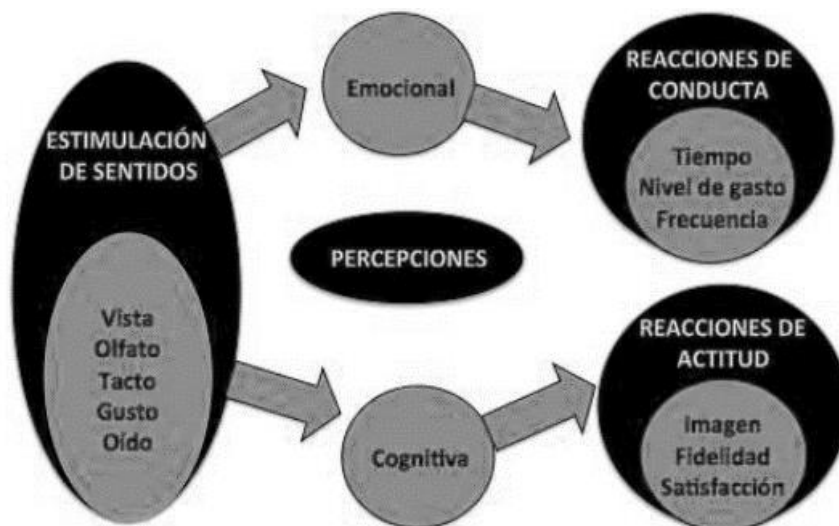 ESTIMULACIÓN
DE SENTIDOS
Vista
Olfato
Tacto
Gusto
Oído
Emocional
PERCEPCIONES
Cognitiva
REACCIONES DE
CONDUCTA
Tiempo
Nivel de gasto
Frecuencia
REACCIONES DE
ACTITUD
Imagen
Fidelidad
Satisfacción